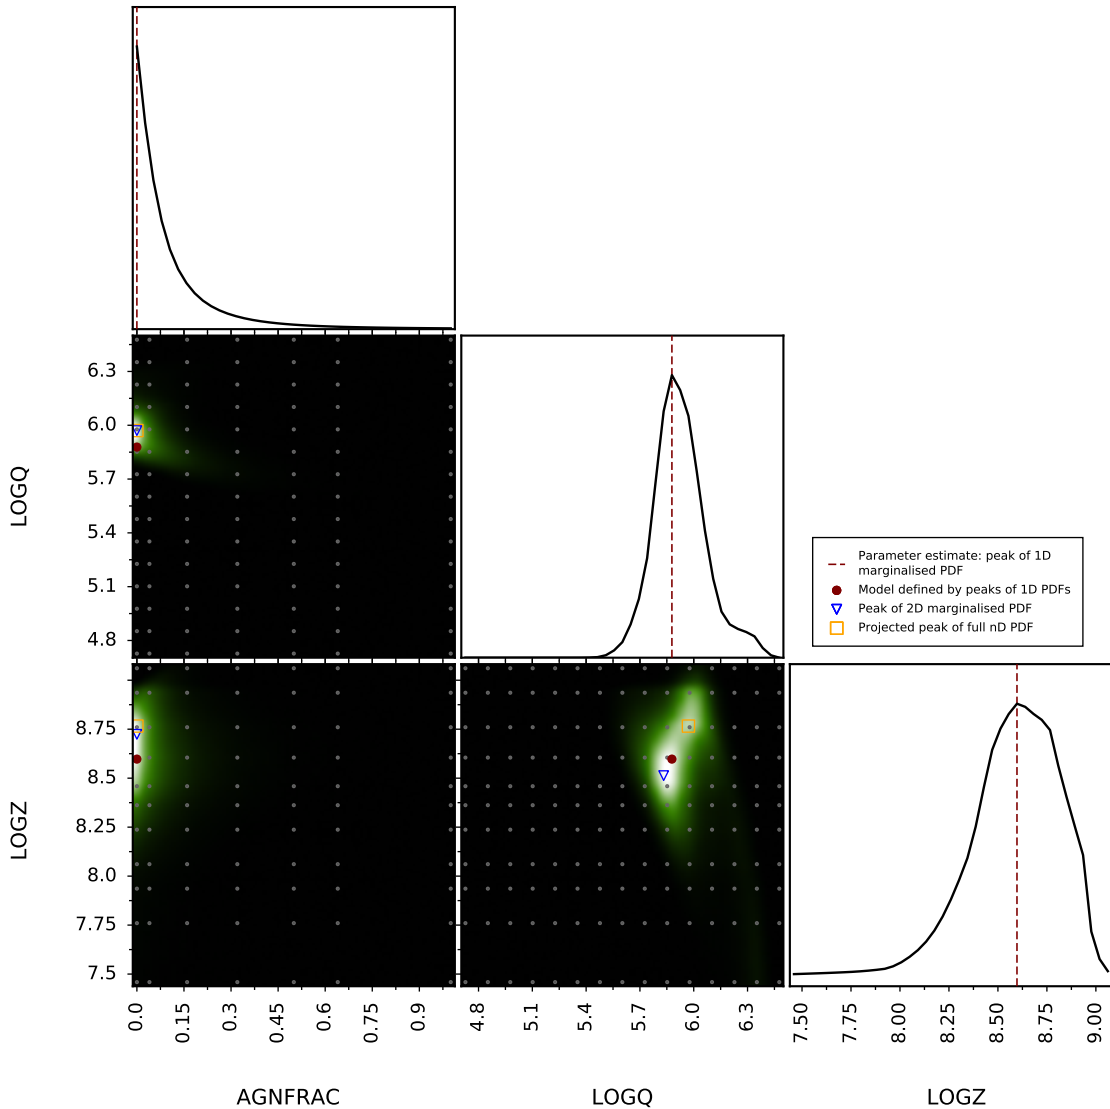 6.3
6.0
5.7
5.4
5.1
4.8
LOGQ
Parameter estimate: peak of 1D
marginalised PDF
Model defined by peaks of 1D PDFs
Peak of 2D marginalised PDF
Projected peak of full nD PDF
8.75
8.5
8.25
8.0
7.75
7.5
LOGZ
0.0 0.15 0.3 0.45 0.6 0.75 0.9
4.8 5.1 5.4 5.7 6.0 6.3
7.50 7.75 8.00 8.25 8.50 8.75 9.00
AGNFRAC
LOGQ
LOGZ